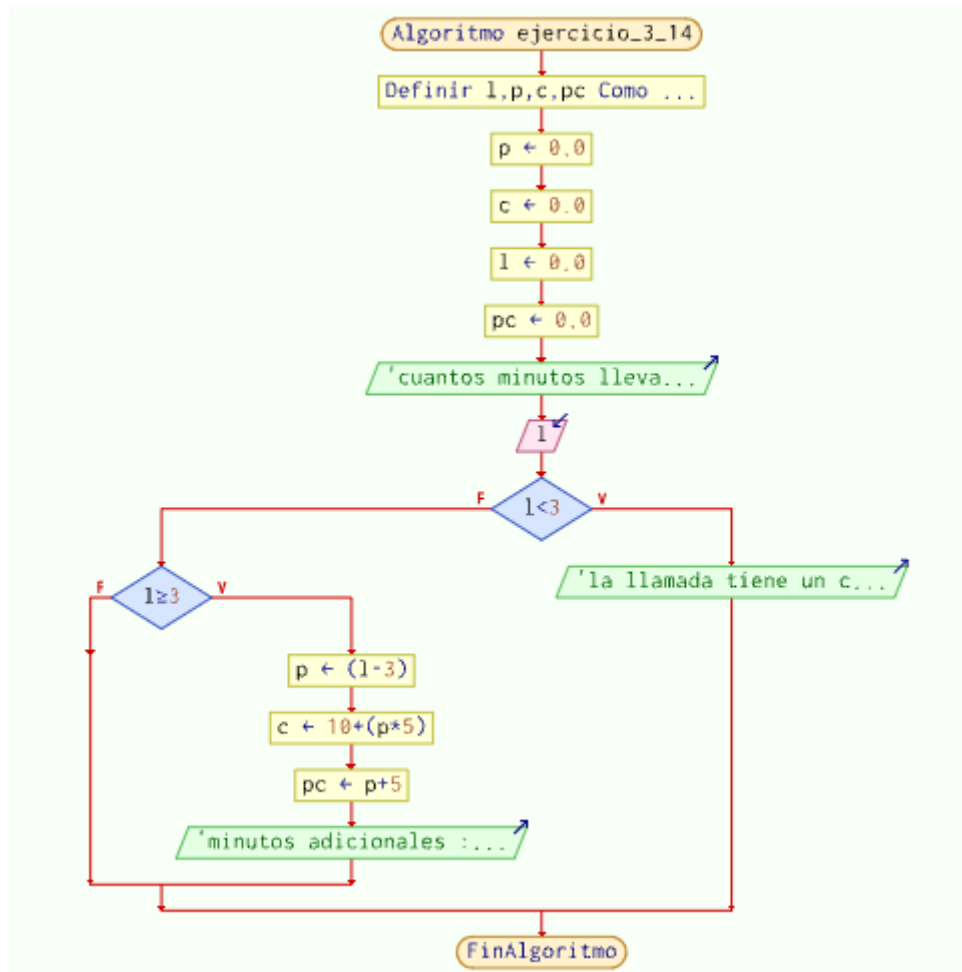 Algoritmo ejercicio_3_14
Definir l,p,c,pc Como ...
p ← 0.0
c ← 0.0
l ← 0.0
pc ← 0.0
'cuantos minutos lleva...
l
l<3
F
V
'la llamada tiene un c...
l≥3
F
V
p ← (l-3)
c ← 10+(p*5)
pc ← p+5
'minutos adicionales :...
FinAlgoritmo